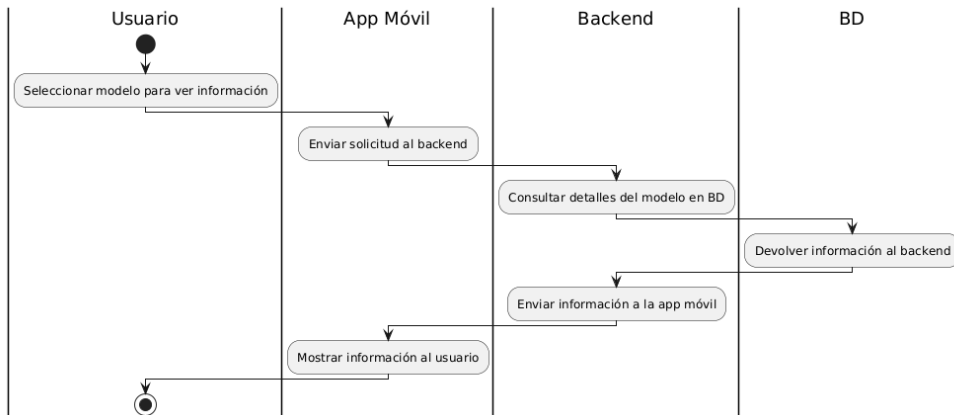 Usuario
App Móvil
Backend
BD
Seleccionar modelo para ver información
Enviar solicitud al backend
Consultar detalles del modelo en BD
Devolver información al backend
Enviar información a la app móvil
Mostrar información al usuario